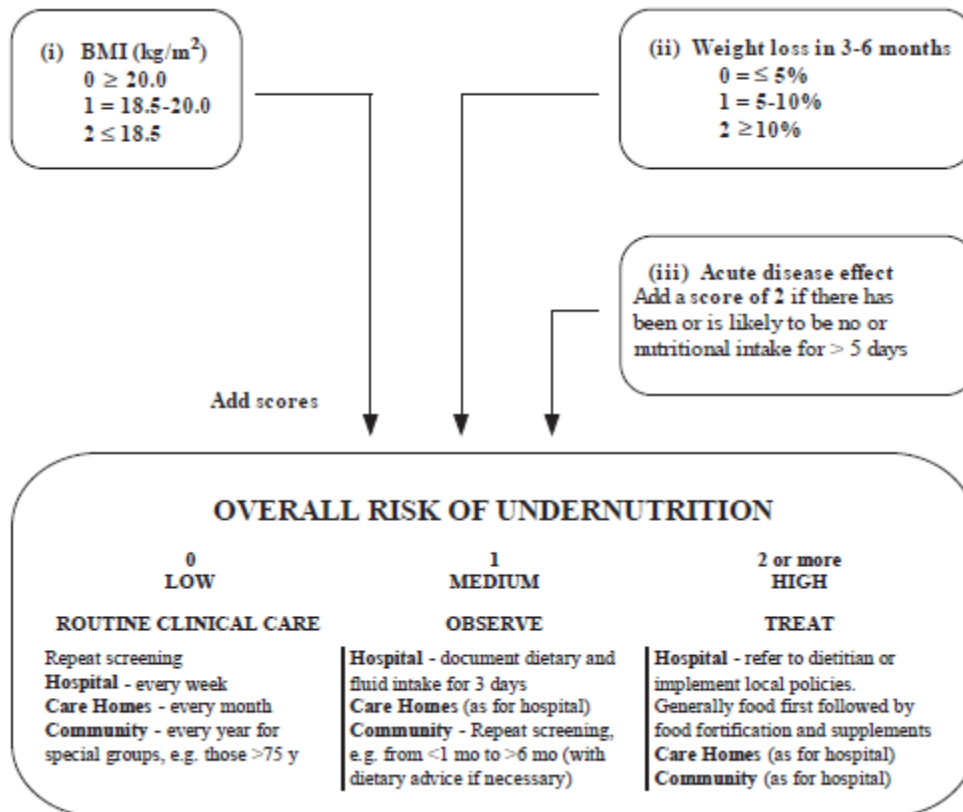 (i) BMI (kg/m²)
0 ≥ 20.0
1 = 18.5-20.0
2 ≤ 18.5
(ii) Weight loss in 3-6 months
0 = ≤ 5%
1 = 5-10%
2 ≥10%
(iii) Acute disease effect
Add a score of 2 if there has
been or is likely to be no or
nutritional intake for > 5 days
Add scores
OVERALL RISK OF UNDERNUTRITION
0
LOW
ROUTINE CLINICAL CARE
Repeat screening
Hospital - every week
Care Homes - every month
Community - every year for
special groups, e.g. those >75 y
1
MEDIUM
OBSERVE
Hospital - document dietary and
fluid intake for 3 days
Care Homes (as for hospital)
Community - Repeat screening,
e.g. from <1 mo to >6 mo (with
dietary advice if necessary)
2 or more
HIGH
TREAT
Hospital - refer to dietitian or
implement local policies.
Generally food first followed by
food fortification and supplements
Care Homes (as for hospital)
Community (as for hospital)